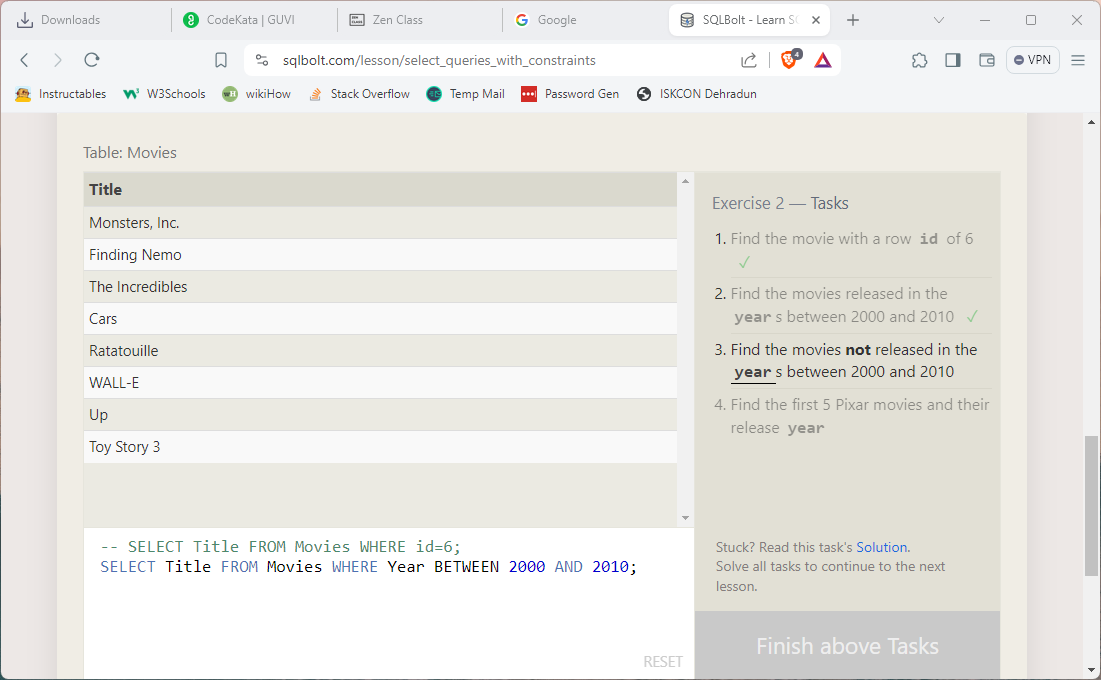 Downloads
CodeKata | GUVI
Zen Class
Google
SQLBolt - Learn SQ
sqlbolt.com/lesson/select_queries_with_constraints
4
VPN
Instructables
W3Schools
wikiHow
Stack Overflow
Temp Mail
Password Gen
ISKCON Dehradun
Table: Movies
Title
Monsters, Inc.
Finding Nemo
The Incredibles
Cars
Ratatouille
WALL-E
Up
Toy Story 3
-- SELECT Title FROM Movies WHERE id=6;
SELECT Title FROM Movies WHERE Year BETWEEN 2000 AND 2010;
RESET
Exercise 2 — Tasks
1. Find the movie with a row id of 6
✓
2. Find the movies released in the
year s between 2000 and 2010 ✓
3. Find the movies not released in the
year s between 2000 and 2010
4. Find the first 5 Pixar movies and their
release year
Stuck? Read this task's Solution.
Solve all tasks to continue to the next
lesson.
Finish above Tasks